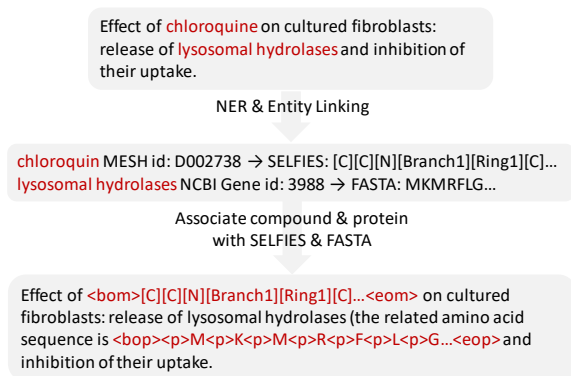 Effect of chloroquine on cultured fibroblasts:
release of lysosomal hydrolases and inhibition of
their uptake.
NER & Entity Linking
chloroquin MESH id: D002738 → SELFIES: [C][C][N][Branch1][Ring1][C]…
lysosomal hydrolases NCBI Gene id: 3988 → FASTA: MKMRFLG…
Associate compound & protein
with SELFIES & FASTA
Effect of <bom>[C][C][N][Branch1][Ring1][C]…<eom> on cultured
fibroblasts: release of lysosomal hydrolases (the related amino acid
sequence is <bop><p>M<p>K<p>M<p>R<p>F<p>L<p>G…<eop> and
inhibition of their uptake.